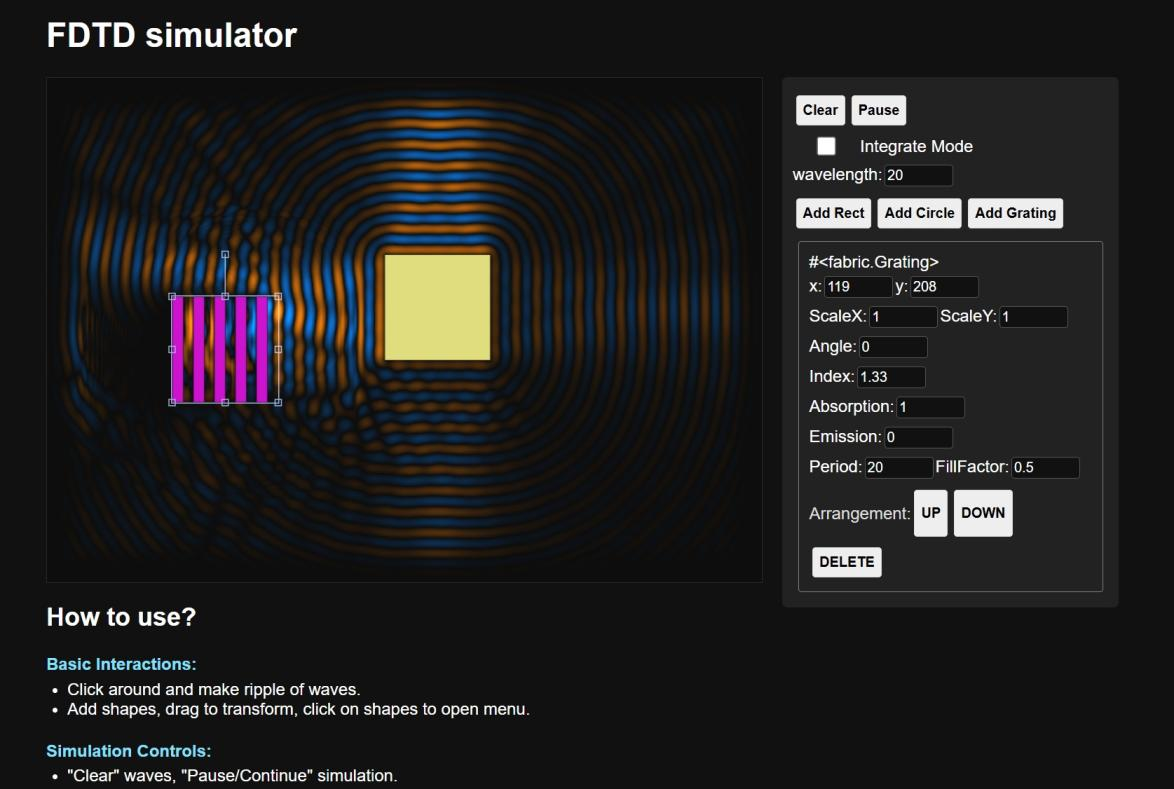 FDTD simulator
Clear Pause
Integrate Mode
wavelength: 20
Add Rect Add Circle Add Grating
#<fabric.Grating>
x: 119 y: 208
ScaleX: 1 ScaleY: 1
Angle: 0
Index: 1.33
Absorption: 1
Emission: 0
Period: 20 FillFactor: 0.5
Arrangement: UP DOWN
DELETE
How to use?
Basic Interactions:
• Click around and make ripple of waves.
• Add shapes, drag to transform, click on shapes to open menu.
Simulation Controls:
• "Clear" waves, "Pause/Continue" simulation.